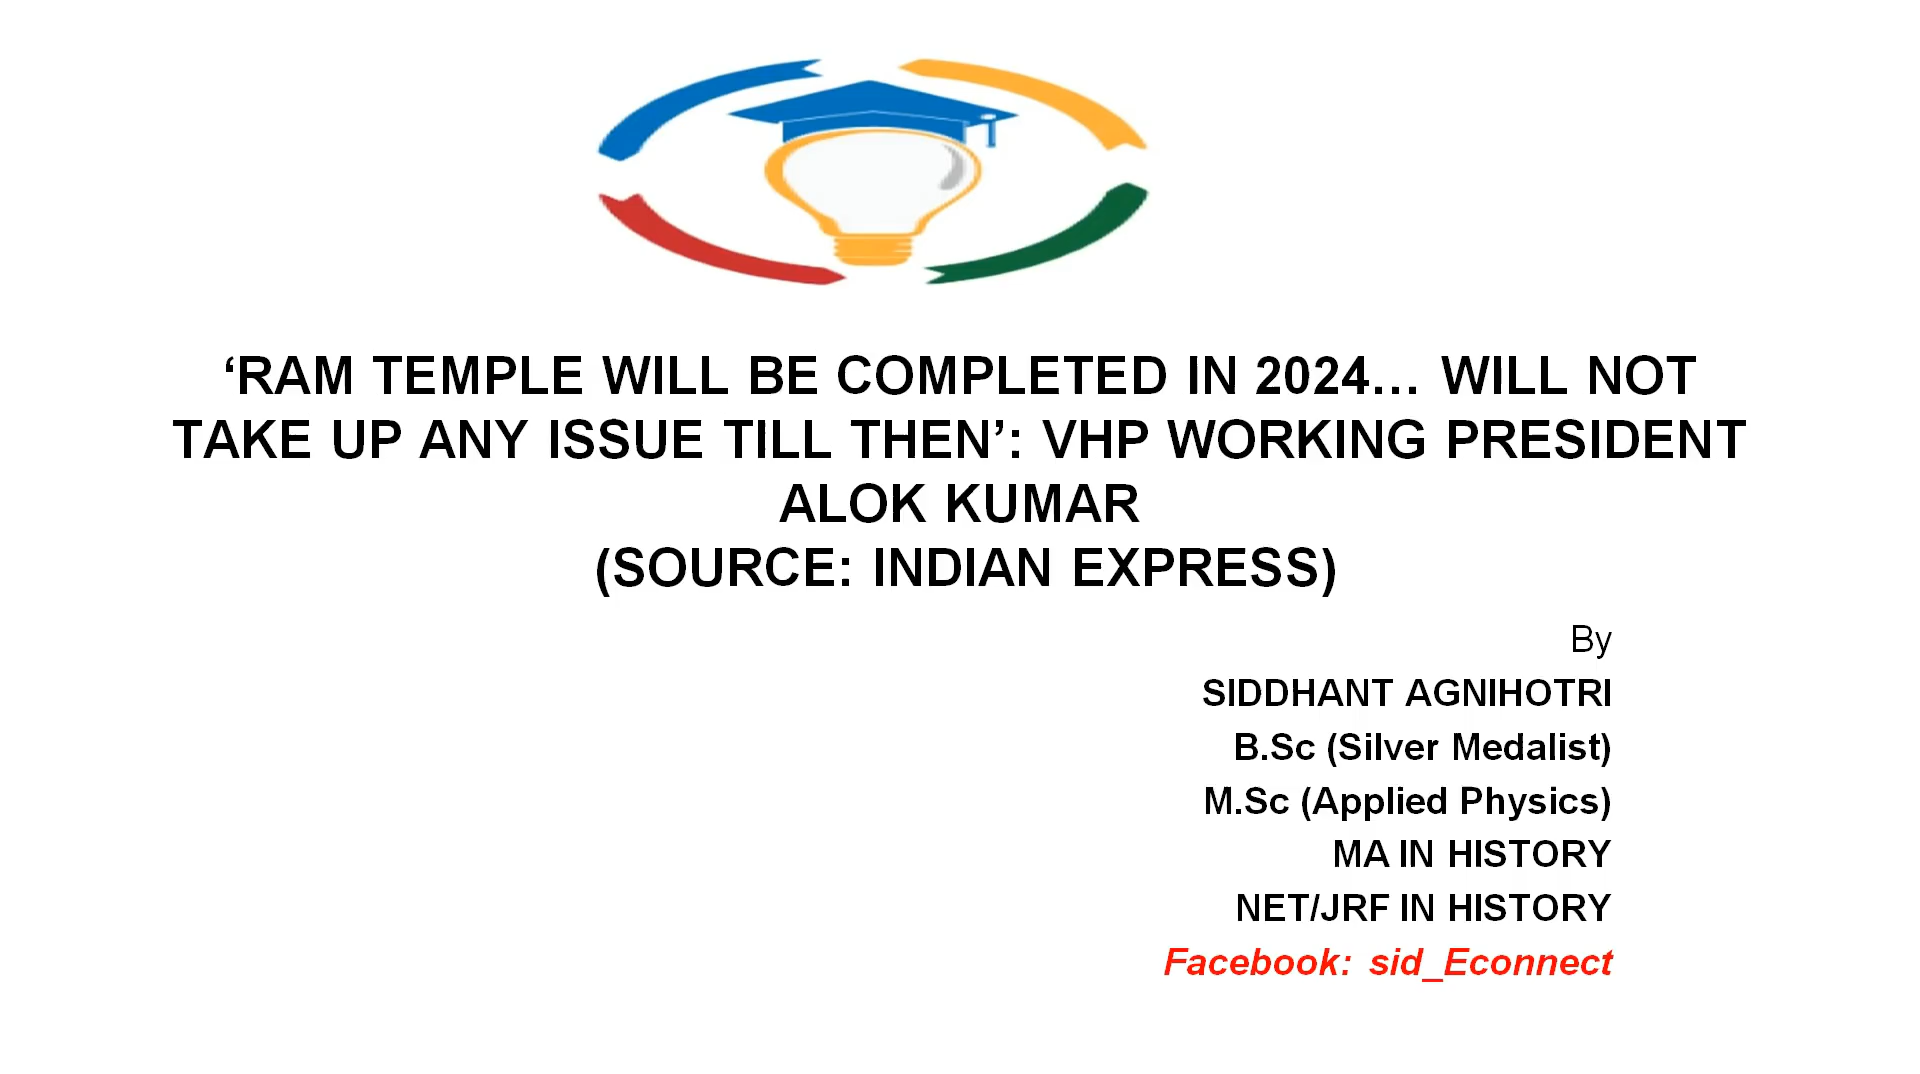 ‘RAM TEMPLE WILL BE COMPLETED IN 2024… WILL NOT
TAKE UP ANY ISSUE TILL THEN’: VHP WORKING PRESIDENT
ALOK KUMAR
(SOURCE: INDIAN EXPRESS)
By
SIDDHANT AGNIHOTRI
B.Sc (Silver Medalist)
M.Sc (Applied Physics)
MA IN HISTORY
NET/JRF IN HISTORY
Facebook: sid_Econnect